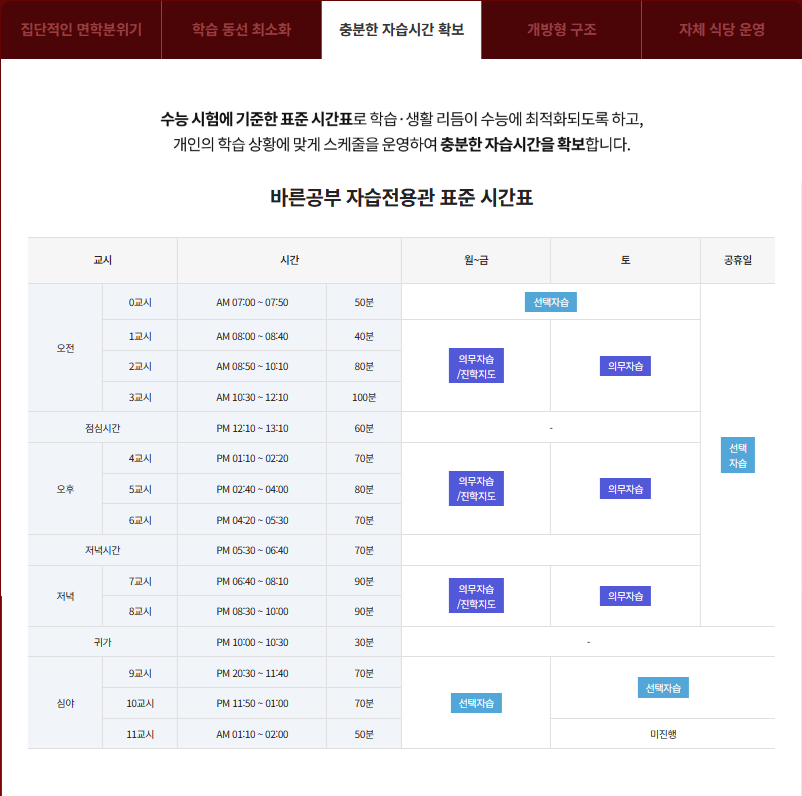 집단적인 면학분위기 학습 동선 최소화 충분한 자습시간 확보 개방형 구조 자체 식당 운영
수능 시험에 기준한 표준 시간표로 학습·생활 리듬이 수능에 최적화되도록 하고,
개인의 학습 상황에 맞게 스케줄을 운영하여 충분한 자습시간을 확보합니다.
바른공부 자습전용관 표준 시간표
교시 시간 월~금 토 공휴일
오전 0교시 AM 07:00 ~ 07:50 50분 선택자습
1교시 AM 08:00 ~ 08:40 40분
2교시 AM 08:50 ~ 10:10 80분 의무자습
/진학지도 의무자습
3교시 AM 10:30 ~ 12:10 100분
점심시간 PM 12:10 ~ 13:10 60분 -
선택
자습
오후 4교시 PM 01:10 ~ 02:20 70분
5교시 PM 02:40 ~ 04:00 80분 의무자습
/진학지도 의무자습
6교시 PM 04:20 ~ 05:30 70분
저녁시간 PM 05:30 ~ 06:40 70분
저녁 7교시 PM 06:40 ~ 08:10 90분 의무자습
/진학지도 의무자습
8교시 PM 08:30 ~ 10:00 90분
귀가 PM 10:00 ~ 10:30 30분 -
심야 9교시 PM 20:30 ~ 11:40 70분 선택자습
10교시 PM 11:50 ~ 01:00 70분 선택자습
11교시 AM 01:10 ~ 02:00 50분 미진행